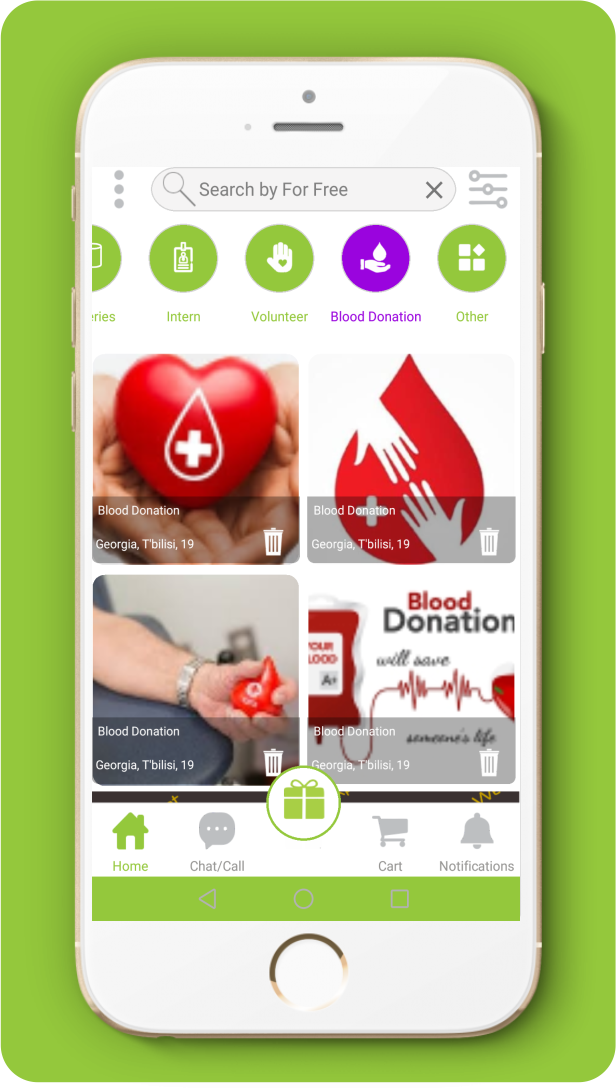 Search by For Free
eries
Intern
Volunteer
Blood Donation
Other
Blood Donation
Georgia, T'bilisi, 19
Blood Donation
Georgia, T'bilisi, 19
Blood Donation
Georgia, T'bilisi, 19
Blood
Donation
will save
YOUR
BLOOD
A+
someone's life
Blood Donation
Georgia, T'bilisi, 19
Home
Chat/Call
Cart
Notifications